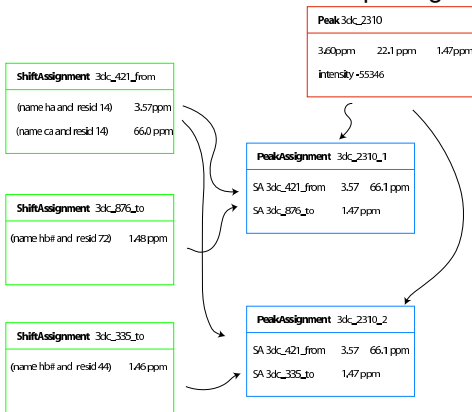 Peak 3dc_2310
3.60ppm 22.1 ppm 1.47ppm
intensity -55346
ShiftAssignment 3dc_421_from
(name ha and resid 14) 3.57ppm
(name ca and resid 14) 66.0 ppm
PeakAssignment 3dc_2310_1
SA 3dc_421_from 3.57 66.1 ppm
SA 3dc_876_to 1.47 ppm
ShiftAssignment 3dc_876_to
(name hb# and resid 72) 1.48 ppm
PeakAssignment 3dc_2310_2
SA 3dc_421_from 3.57 66.1 ppm
SA 3dc_335_to 1,47 ppm
ShiftAssignment 3dc_335_to
(name hb# and resid 44) 1.46 ppm